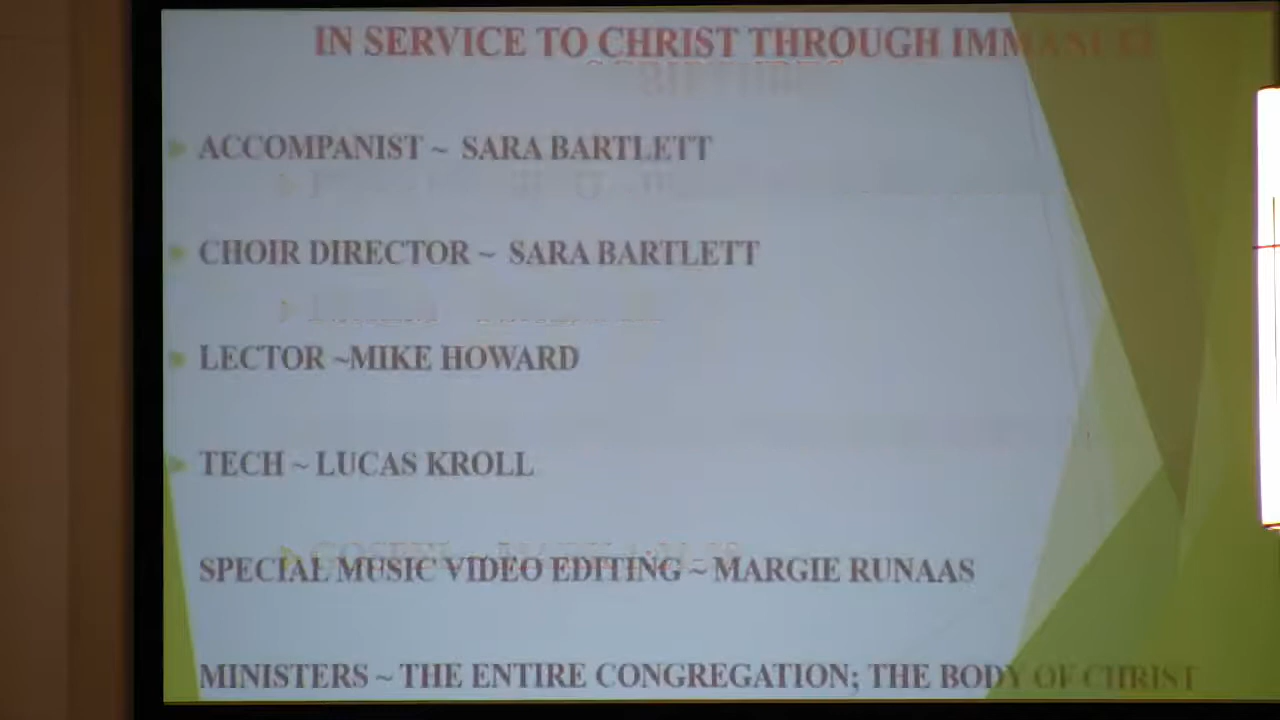 IN SERVICE TO CHRIST THROUGH IMMANUEL
ACCOMPANIST ~ SARA BARTLETT
CHOIR DIRECTOR ~ SARA BARTLETT
LECTOR ~MIKE HOWARD
TECH ~ LUCAS KROLL
SPECIAL MUSIC VIDEO EDITING ~ MARGIE RUNAAS
MINISTERS ~ THE ENTIRE CONGREGATION; THE BODY OF CHRIST